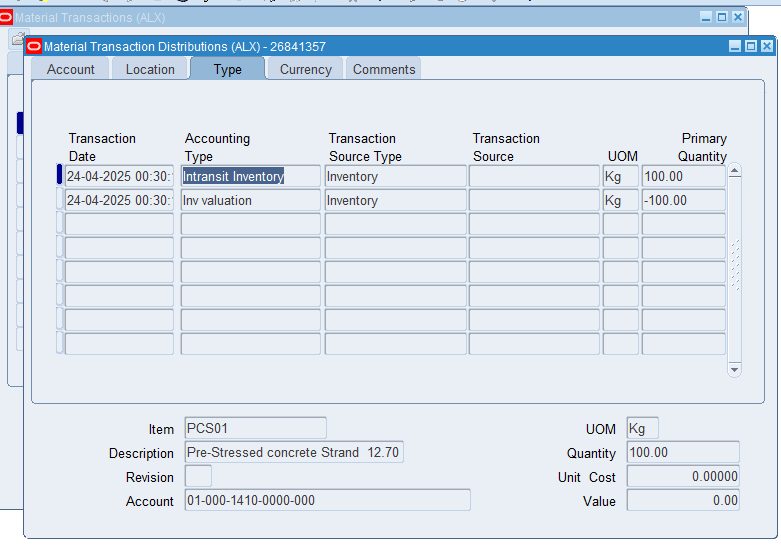 Material Transactions (ALX)
Material Transaction Distributions (ALX) - 26841357
Account Location Type Currency Comments
Transaction Accounting Transaction Transaction Primary
Date Type Source Type Source UOM Quantity
24-04-2025 00:30: Intransit Inventory Inventory Kg 100.00
24-04-2025 00:30: Inv valuation Inventory Kg -100.00
Item PCS01 UOM Kg
Description Pre-Stressed concrete Strand 12.70 Quantity 100.00
Revision Unit Cost 0.00000
Account 01-000-1410-0000-000 Value 0.00